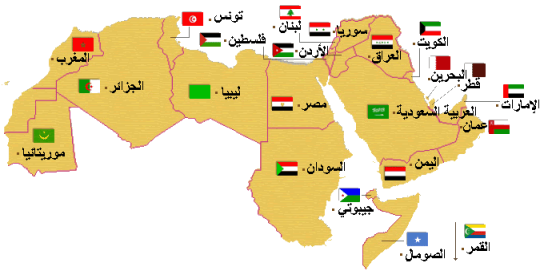 تونس
لبنان
سوريا
الكويت
المغرب
فلسطين
الأردن
العراق
البحرين
قطر
الجزائر
ليبيا
مصر
العربية السعودية
الإمارات
عمان
موريتانيا
السودان
اليمن
جيبوتي
الصومال
القمر